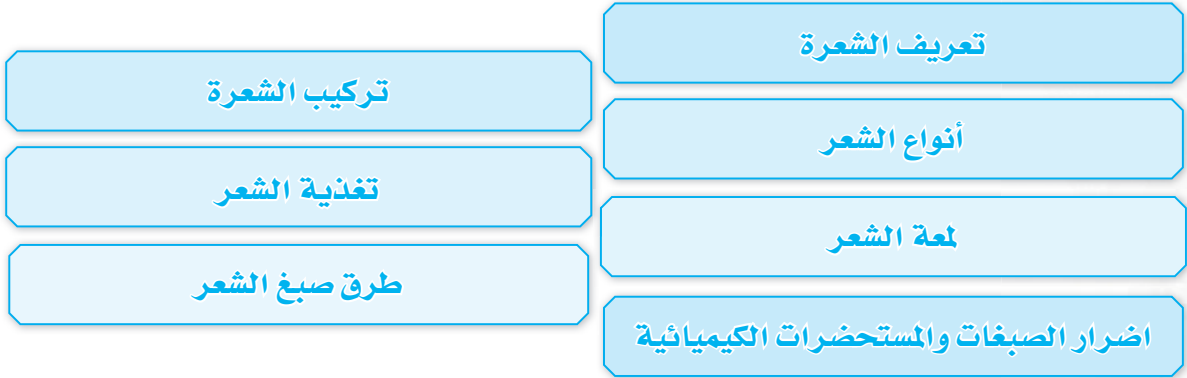 تعريف الشعرة
تركيب الشعرة
أنواع الشعر
تغذية الشعر
لمعة الشعر
طرق صبغ الشعر
اضرار الصبغات والمستحضرات الكيميائية